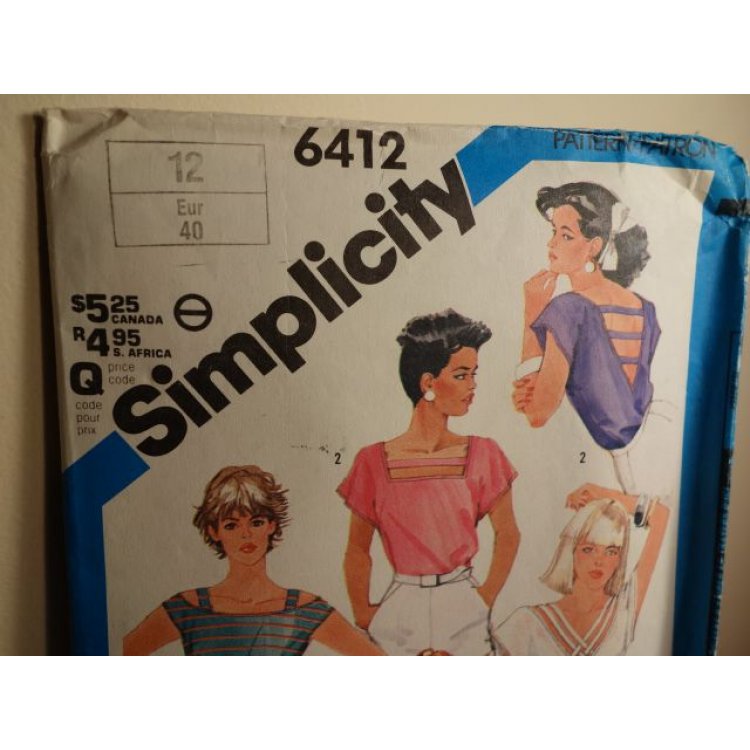 12
Eur
40
6412
PATTERN/PATRON
Simplicity
$5.25
CANADA
R4.95
S. AFRICA
Q price
code
code
pour
prix
2
2